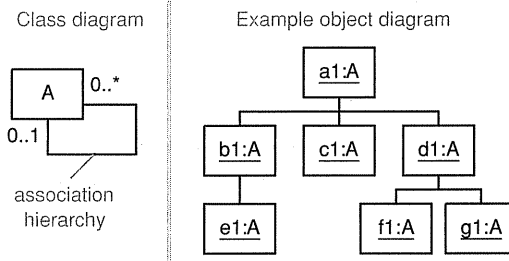 Class diagram
A
0..*
0..1
association
hierarchy
Example object diagram
a1:A
b1:A
c1:A
d1:A
e1:A
f1:A
g1:A